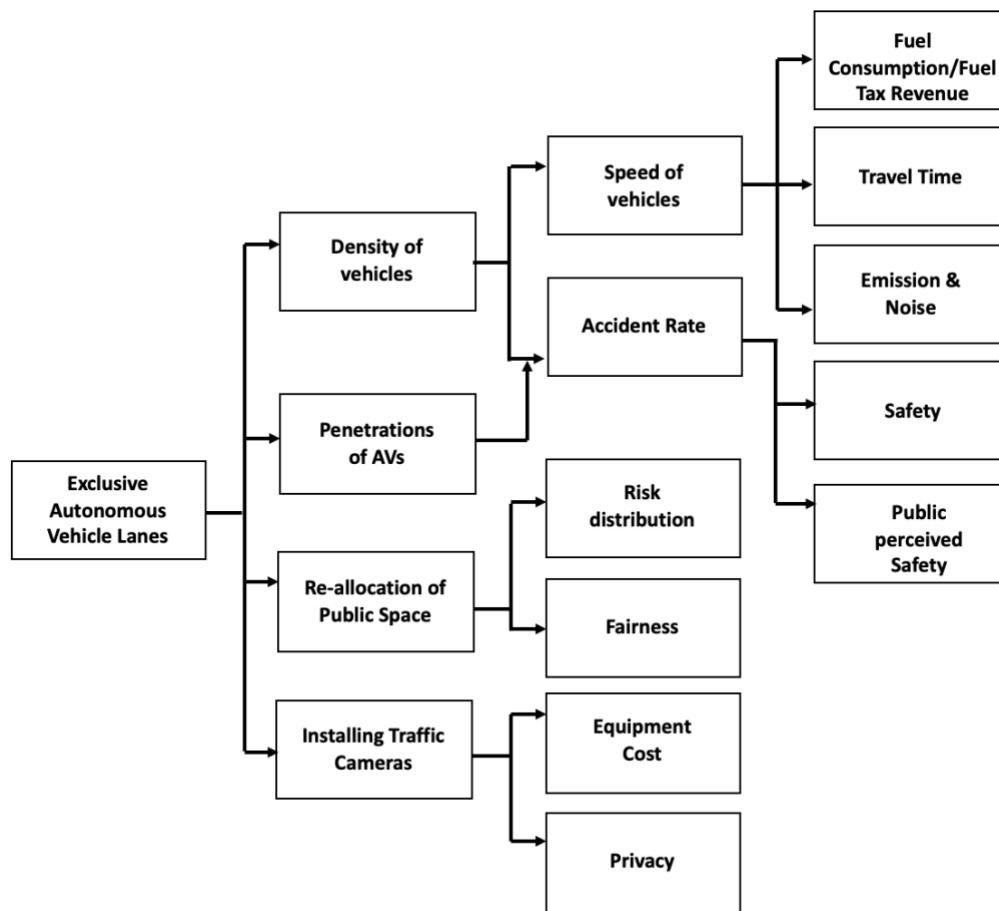 Fuel
Consumption/Fuel
Tax Revenue
Speed of
vehicles
Travel Time
Density of
vehicles
Emission &
Noise
Accident Rate
Penetrations
of AVs
Safety
Exclusive
Autonomous
Vehicle Lanes
Risk
distribution
Public
perceived
Safety
Re-allocation of
Public Space
Fairness
Installing Traffic
Cameras
Equipment
Cost
Privacy